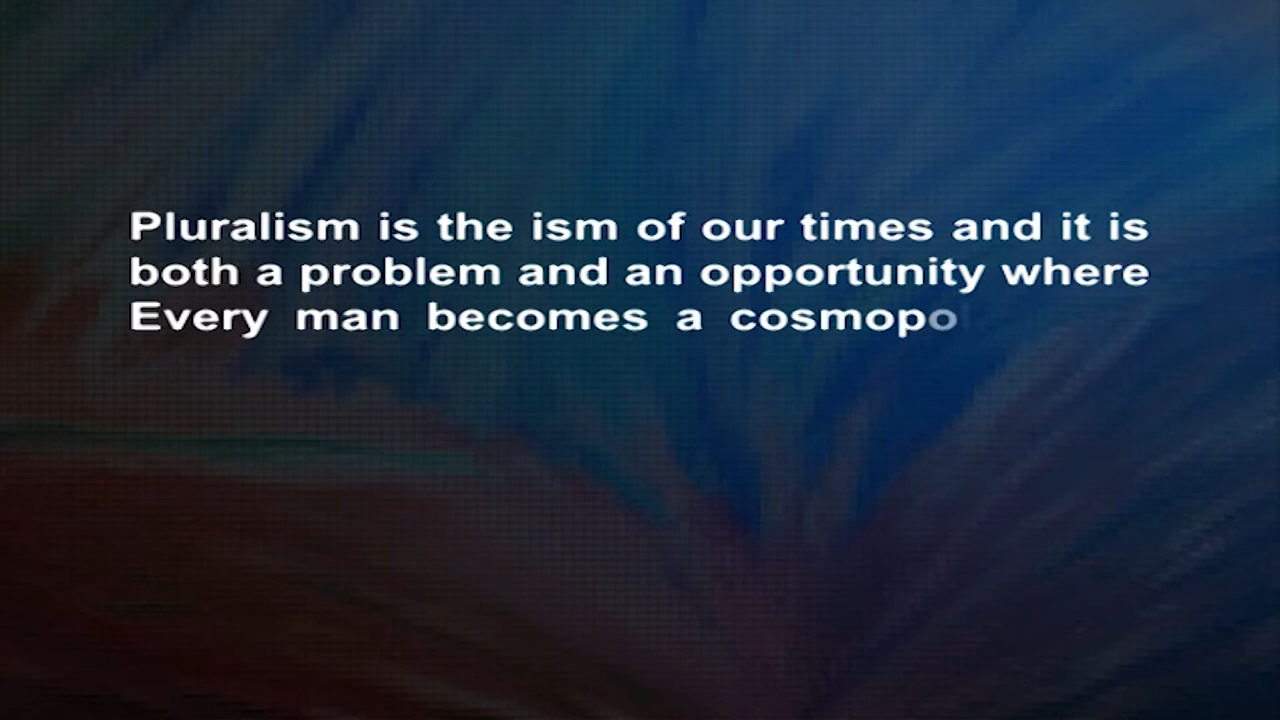 Pluralism is the ism of our times and it is
both a problem and an opportunity where
Every man becomes a cosmopo